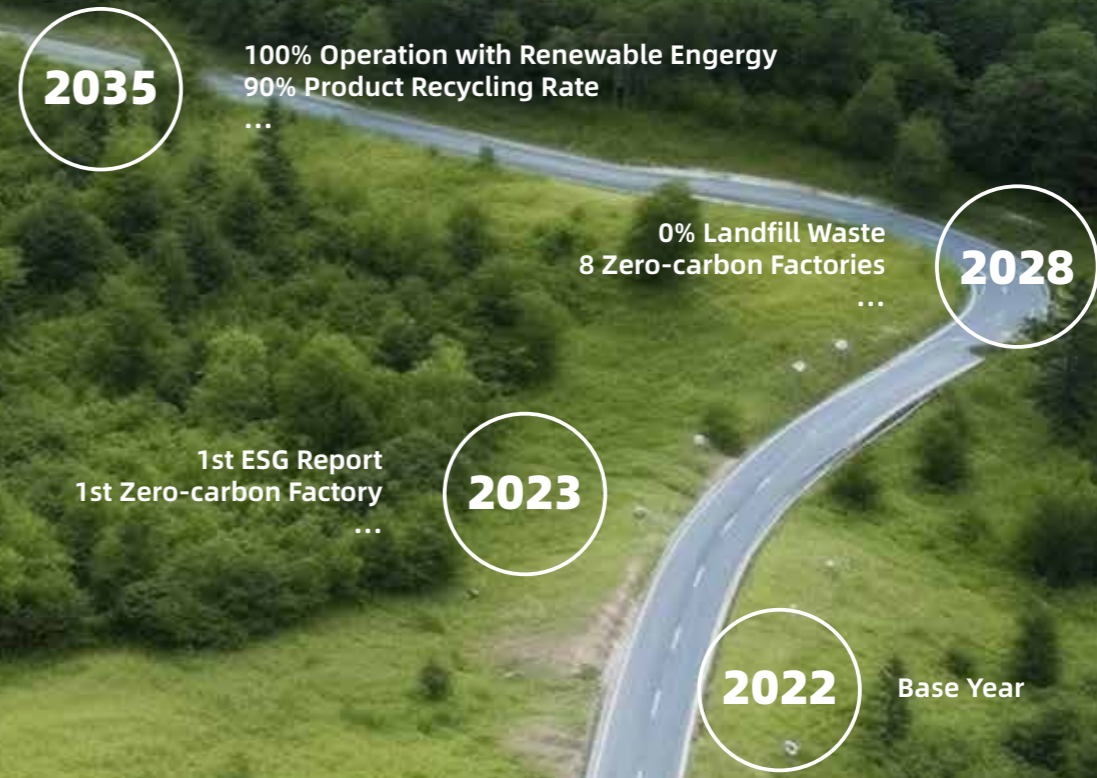 2035
100% Operation with Renewable Engergy
90% Product Recycling Rate
...
0% Landfill Waste
8 Zero-carbon Factories
...
2028
1st ESG Report
1st Zero-carbon Factory
...
2023
2022
Base Year